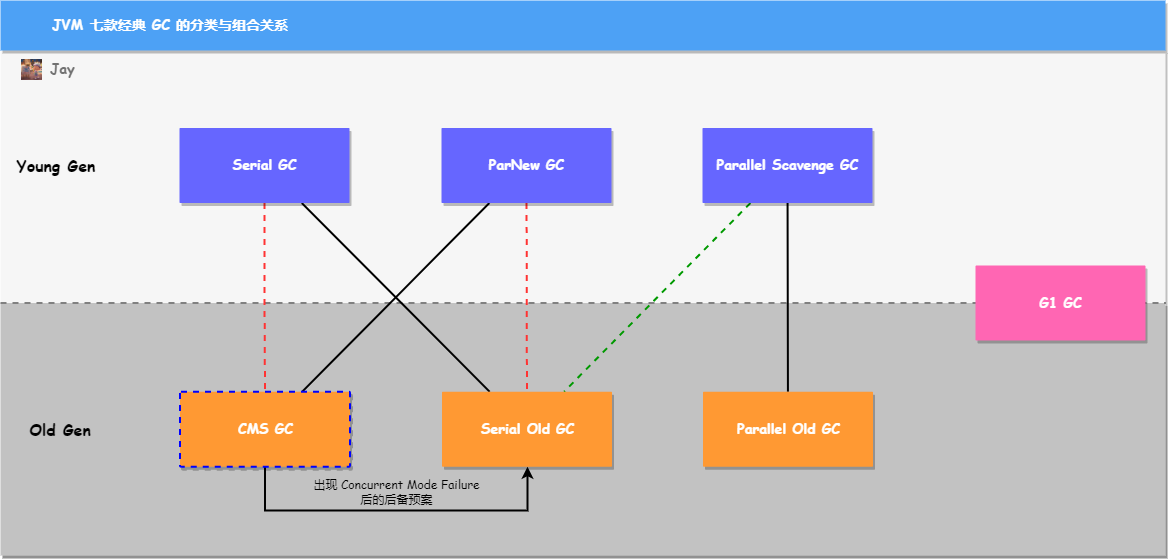 JVM 七款经典 GC 的分类与组合关系
Jay
Young Gen
Serial GC
ParNew GC
Parallel Scavenge GC
G1 GC
Old Gen
CMS GC
Serial Old GC
Parallel Old GC
出现 Concurrent Mode Failure
后的后备预案